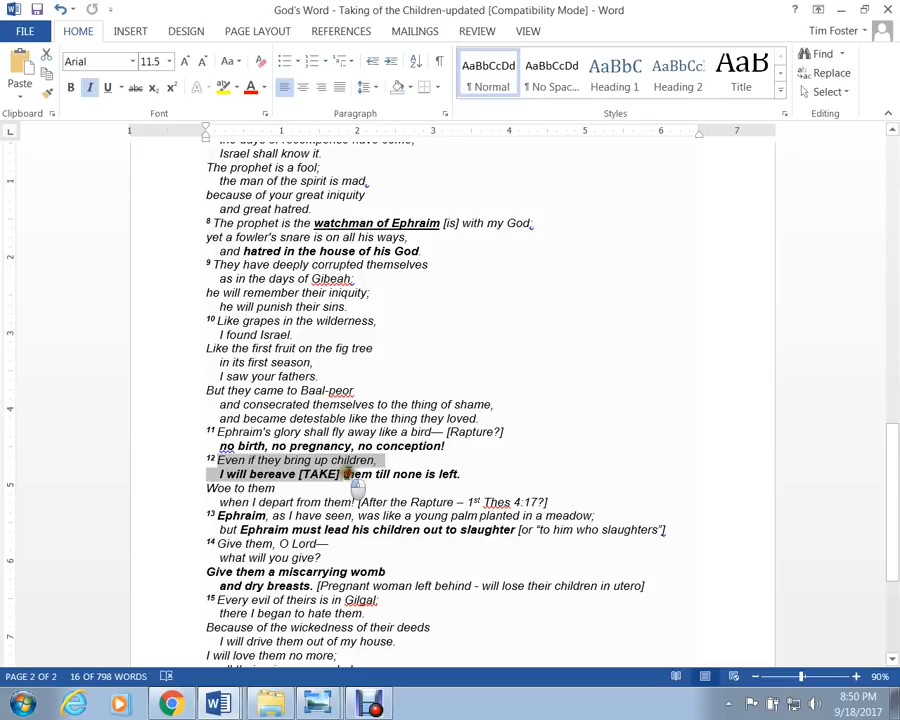 God's Word - Taking of the Children-updated [Compatibility Mode] - Word
FILE HOME INSERT DESIGN PAGE LAYOUT REFERENCES MAILINGS REVIEW VIEW Tim Foster
Paste
Arial 11.5 Aa
B I U abc x2 x2 A A
AaBbCcDd AaBbCcDd AaBbC AaBbCcl AaB
¶ Normal ¶ No Spac... Heading 1 Heading 2 Title
Find
Replace
Select
Clipboard Font Paragraph Styles Editing
1 1 2 3 4 5 6 7
Israel shall know it.
The prophet is a fool;
the man of the spirit is mad,
because of your great iniquity
and great hatred.
8 The prophet is the watchman of Ephraim [is] with my God;
yet a fowler's snare is on all his ways,
and hatred in the house of his God.
9 They have deeply corrupted themselves
as in the days of Gibeah:
he will remember their iniquity;
he will punish their sins.
10 Like grapes in the wilderness,
I found Israel.
Like the first fruit on the fig tree
in its first season,
I saw your fathers.
But they came to Baal-peor
and consecrated themselves to the thing of shame,
and became detestable like the thing they loved.
11 Ephraim's glory shall fly away like a bird— [Rapture?]
no birth, no pregnancy, no conception!
12 Even if they bring up children,
I will bereave [TAKE] them till none is left.
Woe to them
when I depart from them! [After the Rapture – 1st Thes 4:17?]
13 Ephraim, as I have seen, was like a young palm planted in a meadow;
but Ephraim must lead his children out to slaughter [or “to him who slaughters”].
14 Give them, O Lord—
what will you give?
Give them a miscarrying womb
and dry breasts. [Pregnant woman left behind - will lose their children in utero]
15 Every evil of theirs is in Gilgal;
there I began to hate them.
Because of the wickedness of their deeds
I will drive them out of my house.
I will love them no more;
PAGE 2 OF 2 16 OF 798 WORDS 90%
8:50 PM
9/18/2017